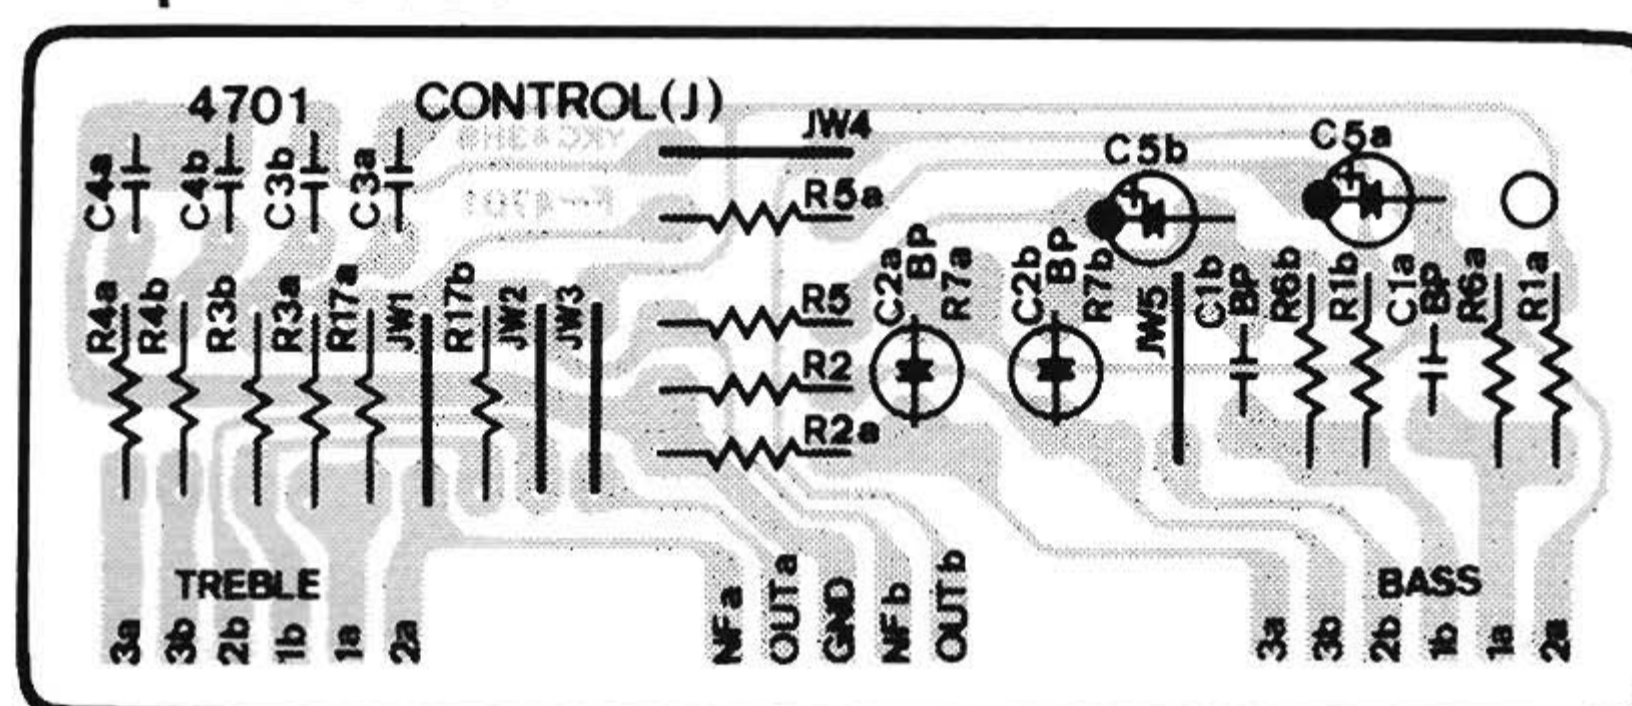 4701 CONTROL(J)
YKC43H8
F-4701
JW4
C5b
C5a
C4a
C4b
C3b
C3a
R5a
R4a
R4b
R3b
R3a
R17a
JW1
R17b
JW2
JW3
R5
R2
R2a
C2a
BP
R7a
C2b
BP
R7b
JW5
C1b
BP
R6b
R1b
C1a
BP
R6a
R1a
+
+
TREBLE
BASS
3a
3b
2b
1b
1a
2a
NFa
OUTa
GND
NFb
OUTb
3a
3b
2b
1b
1a
2a